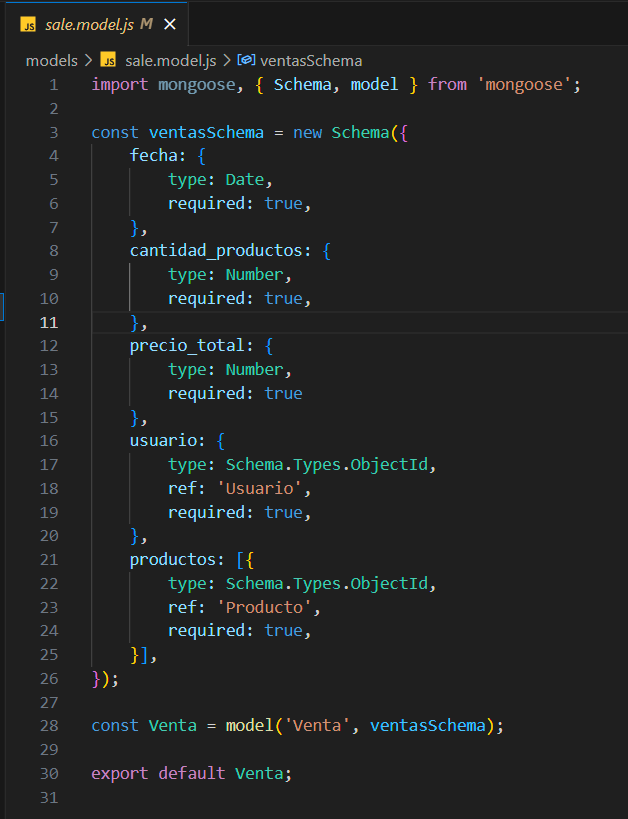 JS sale.model.js M ×
models > JS sale.model.js > ventasSchema
1 import mongoose, { Schema, model } from 'mongoose';
2
3 const ventasSchema = new Schema({
4     fecha: {
5         type: Date,
6         required: true,
7     },
8     cantidad_productos: {
9         type: Number,
10         required: true,
11     },
12     precio_total: {
13         type: Number,
14         required: true
15     },
16     usuario: {
17         type: Schema.Types.ObjectId,
18         ref: 'Usuario',
19         required: true,
20     },
21     productos: [{
22         type: Schema.Types.ObjectId,
23         ref: 'Producto',
24         required: true,
25     }],
26 });
27
28 const Venta = model('Venta', ventasSchema);
29
30 export default Venta;
31